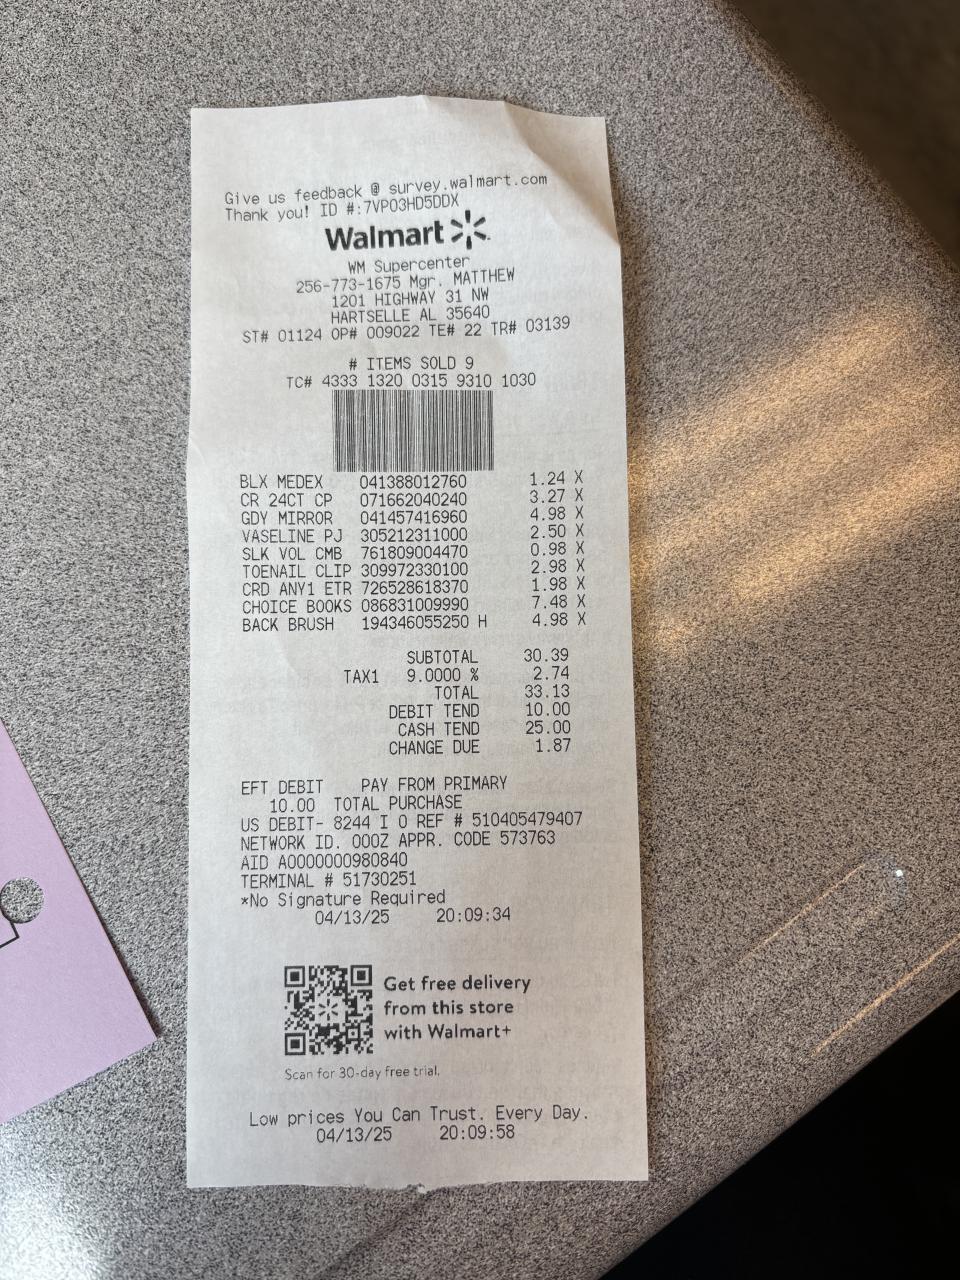 Give us feedback @ survey.walmart.com
Thank you! ID #:7VP03HD5DDX
Walmart
WM Supercenter
256-773-1675 Mgr. MATTHEW
1201 HIGHWAY 31 NW
HARTSELLE AL 35640
ST# 01124 OP# 009022 TE# 22 TR# 03139
# ITEMS SOLD 9
TC# 4333 1320 0315 9310 1030
BLX MEDEX 041388012760 1.24 X
CR 24CT CP 071662040240 3.27 X
GDY MIRROR 041457416960 4.98 X
VASELINE PJ 305212311000 2.50 X
SLK VOL CMB 761809004470 0.98 X
TOENAIL CLIP 309972330100 2.98 X
CRD ANY1 ETR 726528618370 1.98 X
CHOICE BOOKS 086831009990 7.48 X
BACK BRUSH 194346055250 H 4.98 X
SUBTOTAL 30.39
TAX1 9.0000 % 2.74
TOTAL 33.13
DEBIT TEND 10.00
CASH TEND 25.00
CHANGE DUE 1.87
EFT DEBIT PAY FROM PRIMARY
10.00 TOTAL PURCHASE
US DEBIT- 8244 I 0 REF # 510405479407
NETWORK ID. 000Z APPR. CODE 573763
AID A0000000980840
TERMINAL # 51730251
*No Signature Required
04/13/25 20:09:34
Get free delivery
from this store
with Walmart+
Scan for 30-day free trial.
Low prices You Can Trust. Every Day.
04/13/25 20:09:58